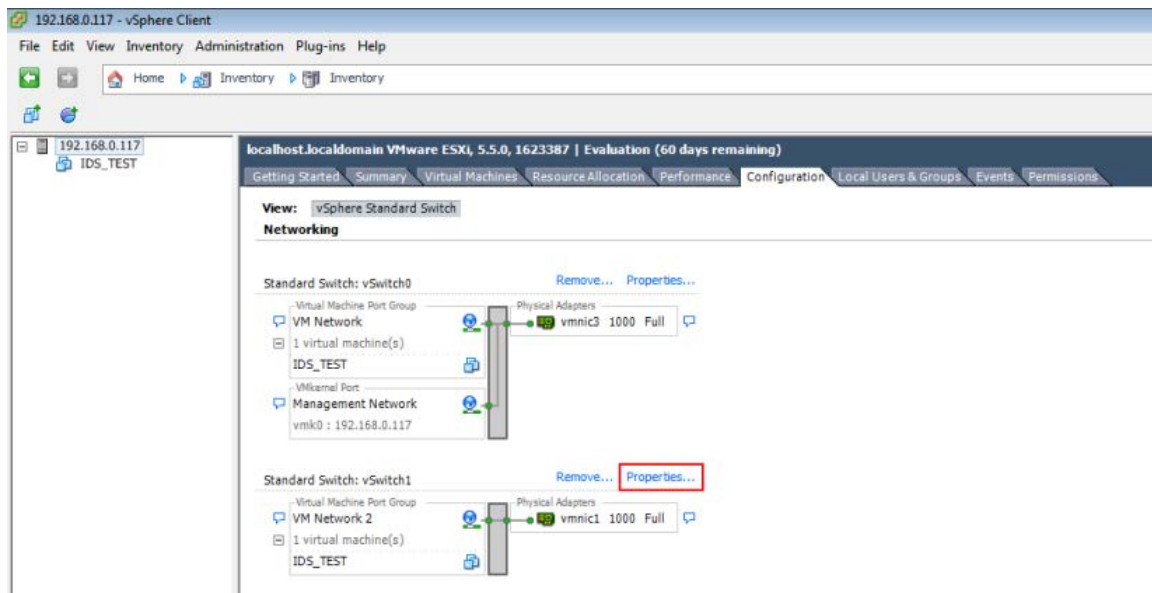 192.168.0.117 - vSphere Client
File Edit View Inventory Administration Plug-ins Help
Home Inventory Inventory
192.168.0.117
IDS_TEST
localhost.localdomain VMware ESXi, 5.5.0, 1623387 | Evaluation (60 days remaining)
Getting Started Summary Virtual Machines Resource Allocation Performance Configuration Local Users & Groups Events Permissions
View: vSphere Standard Switch
Networking
Standard Switch: vSwitch0 Remove... Properties...
Virtual Machine Port Group Physical Adapters
VM Network vmnic3 1000 Full
1 virtual machine(s)
IDS_TEST
VMkernel Port
Management Network
vmk0 : 192.168.0.117
Standard Switch: vSwitch1 Remove... Properties...
Virtual Machine Port Group Physical Adapters
VM Network 2 vmnic1 1000 Full
1 virtual machine(s)
IDS_TEST